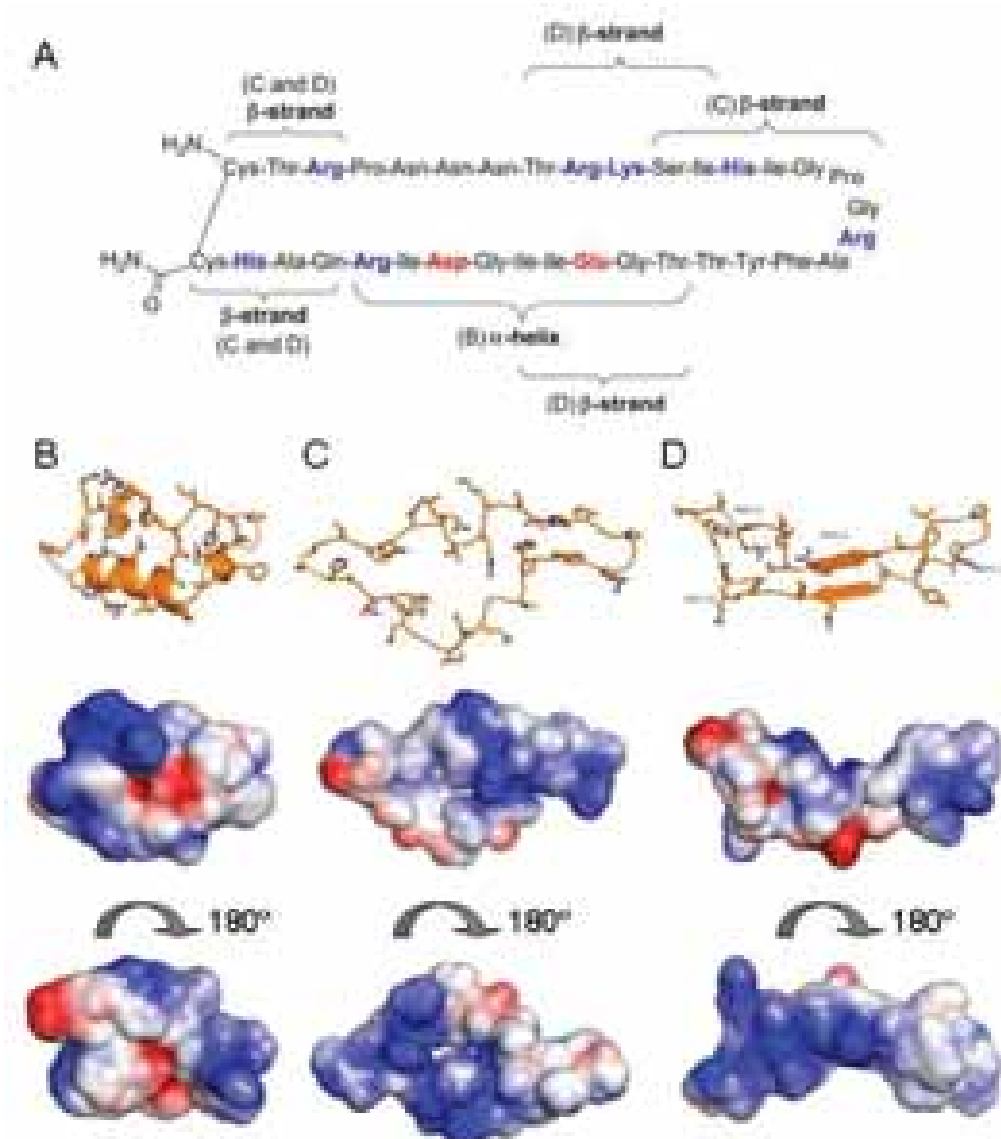 A
(D) β-strand
(C and D)
β-strand
(C) β-strand
H₂N
Cys-Thr-Arg-Pro-Asn-Asn-Asn-Thr-Arg-Lys-Ser-Ile-His-Ile-Gly
Pro
Gly
Arg
H₂N
Cys-His-Ala-Gln-Arg-Ile-Asp-Gly-Ile-Ile-Glu-Gly-Thr-Thr-Tyr-Phe-Ala
O
β-strand
(C and D)
(B) α-helix
(D) β-strand
B C D
180° 180° 180°